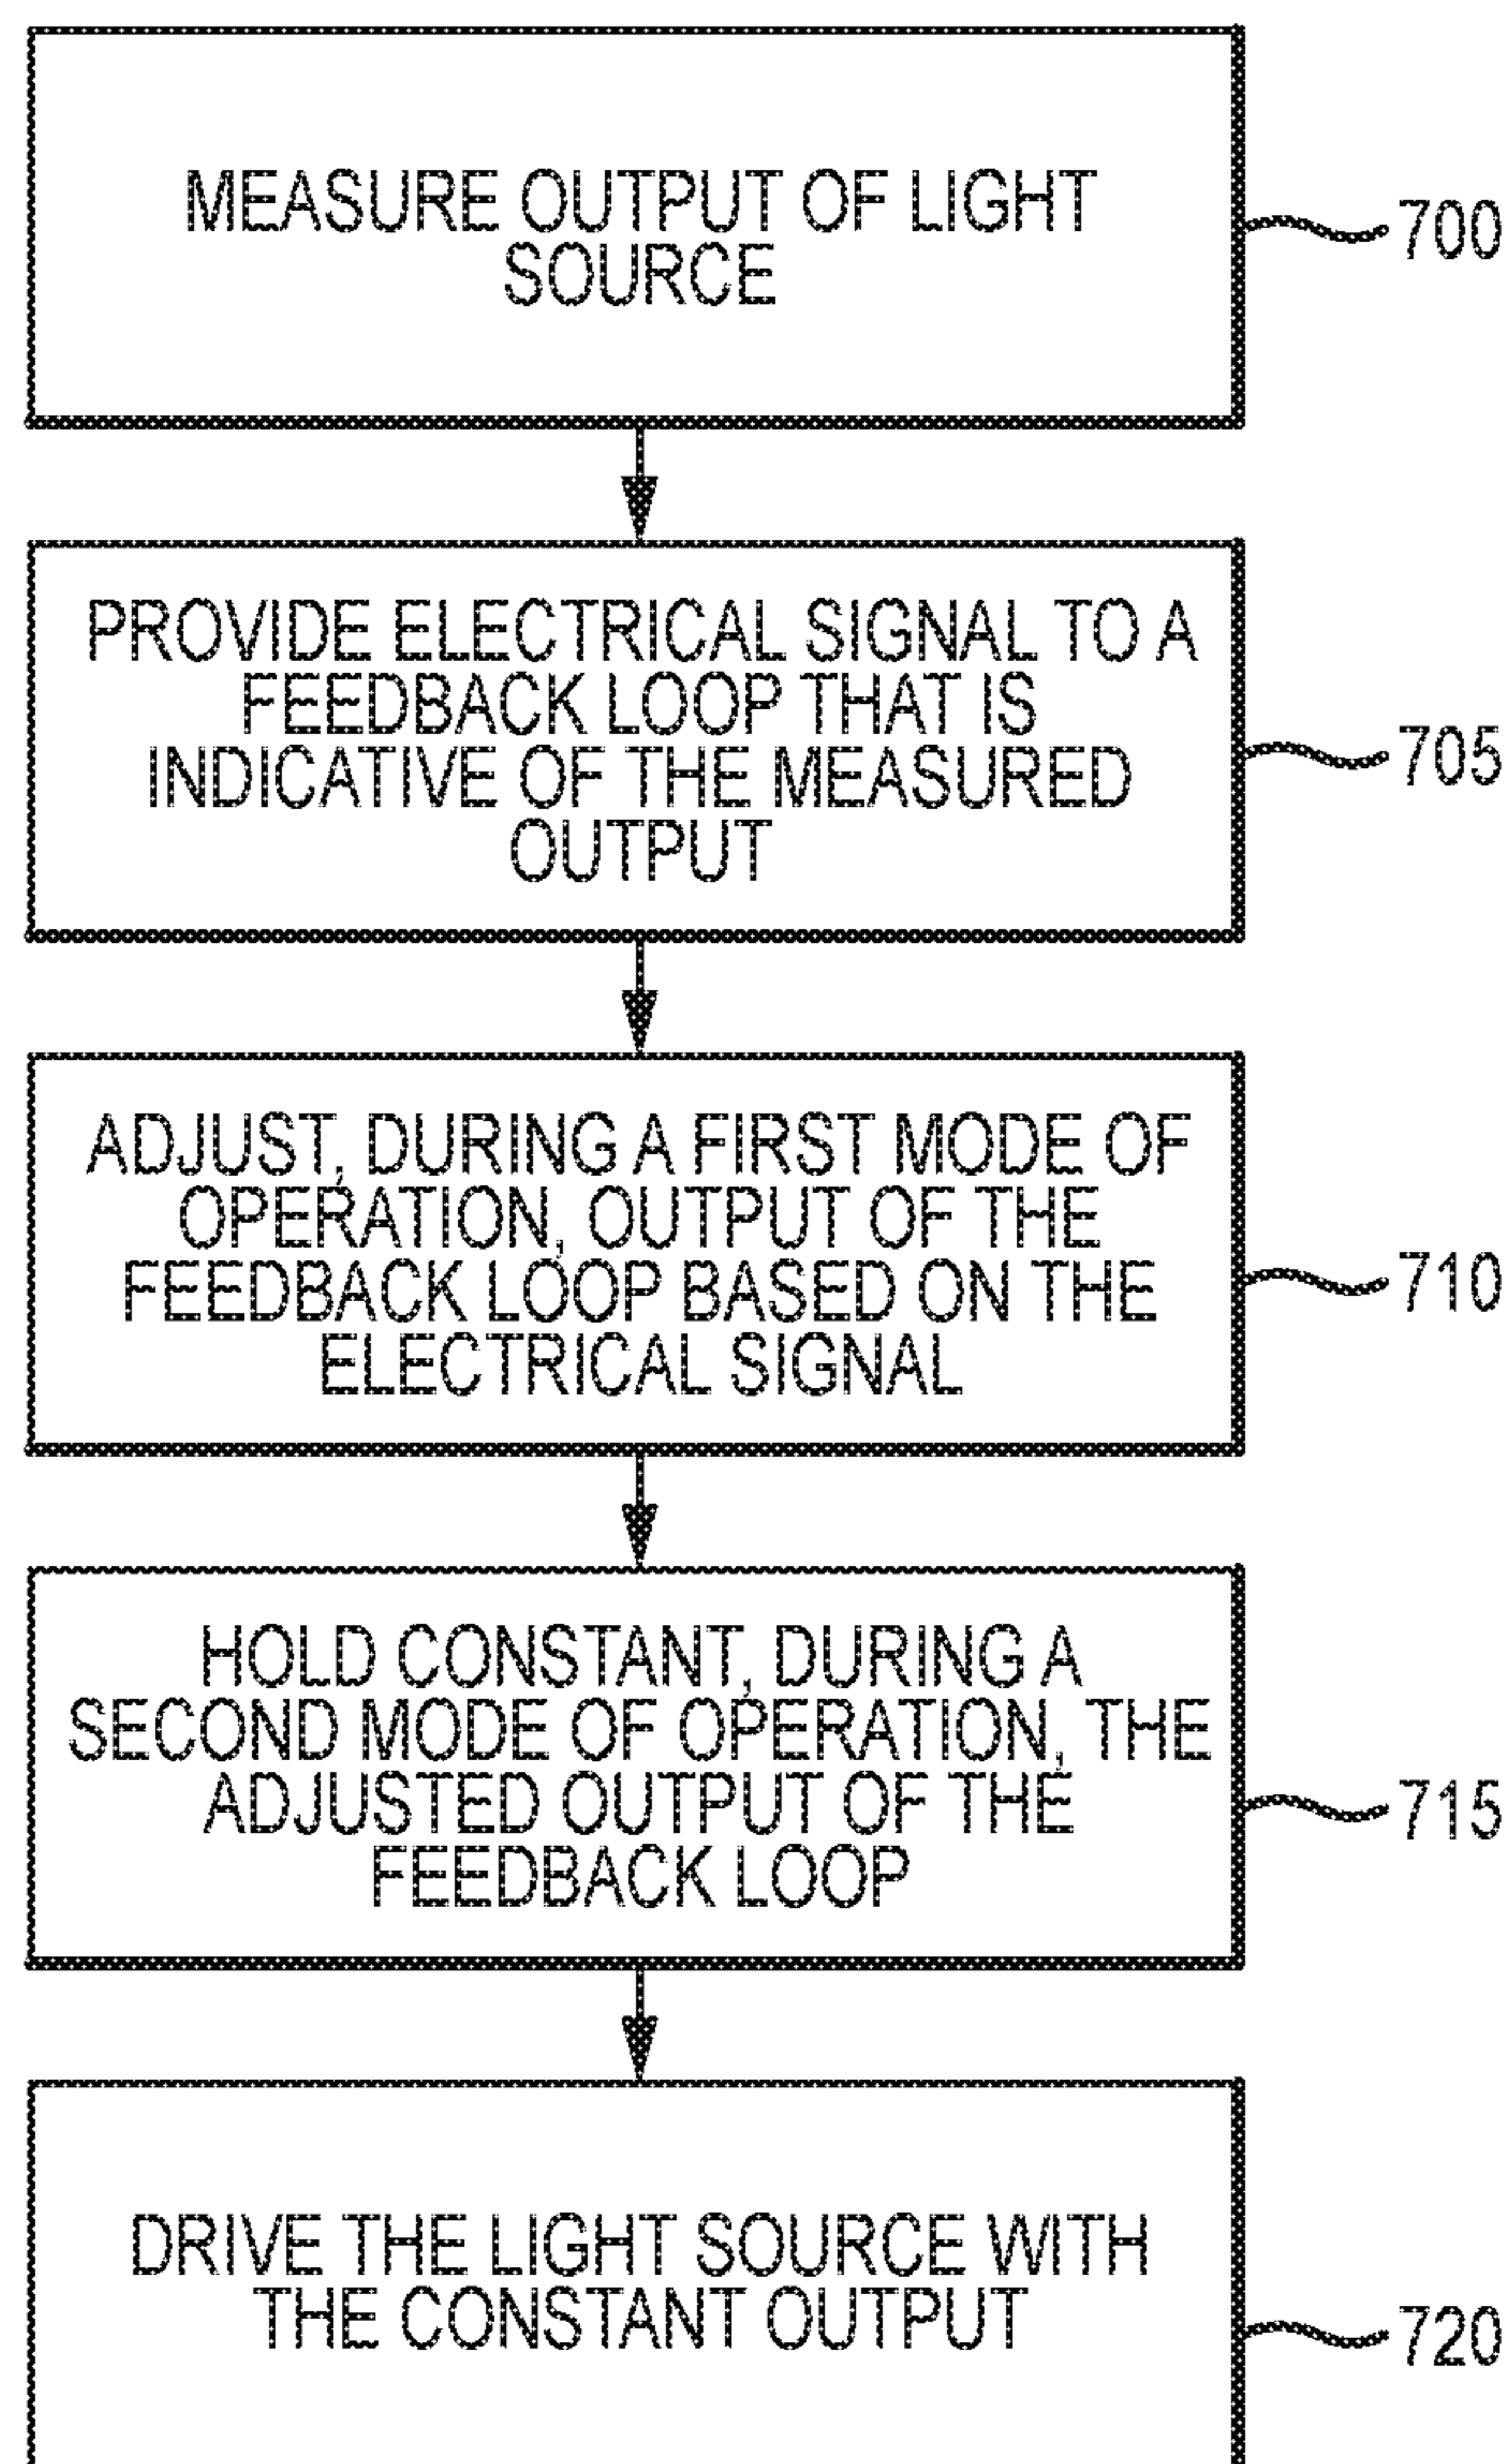 MEASURE OUTPUT OF LIGHT
SOURCE
700
PROVIDE ELECTRICAL SIGNAL TO A
FEEDBACK LOOP THAT IS
INDICATIVE OF THE MEASURED
OUTPUT
705
ADJUST, DURING A FIRST MODE OF
OPERATION, OUTPUT OF THE
FEEDBACK LOOP BASED ON THE
ELECTRICAL SIGNAL
710
HOLD CONSTANT, DURING A
SECOND MODE OF OPERATION, THE
ADJUSTED OUTPUT OF THE
FEEDBACK LOOP
715
DRIVE THE LIGHT SOURCE WITH
THE CONSTANT OUTPUT
720